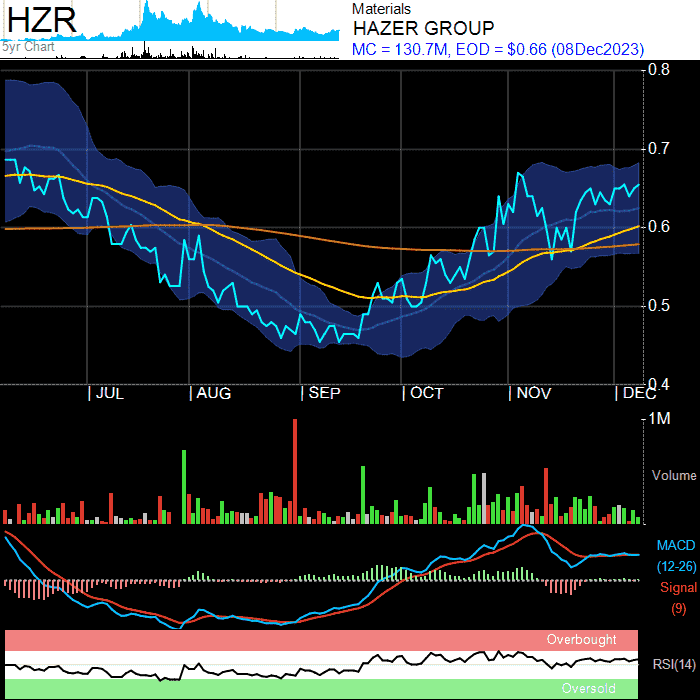 HZR
5yr Chart
Materials
HAZER GROUP
MC = 130.7M, EOD = $0.66 (08Dec2023)
0.8
0.7
0.6
0.5
0.4
JUL AUG SEP OCT NOV DEC
1M
Volume
MACD
(12-26)
Signal
(9)
Overbought
RSI(14)
Oversold